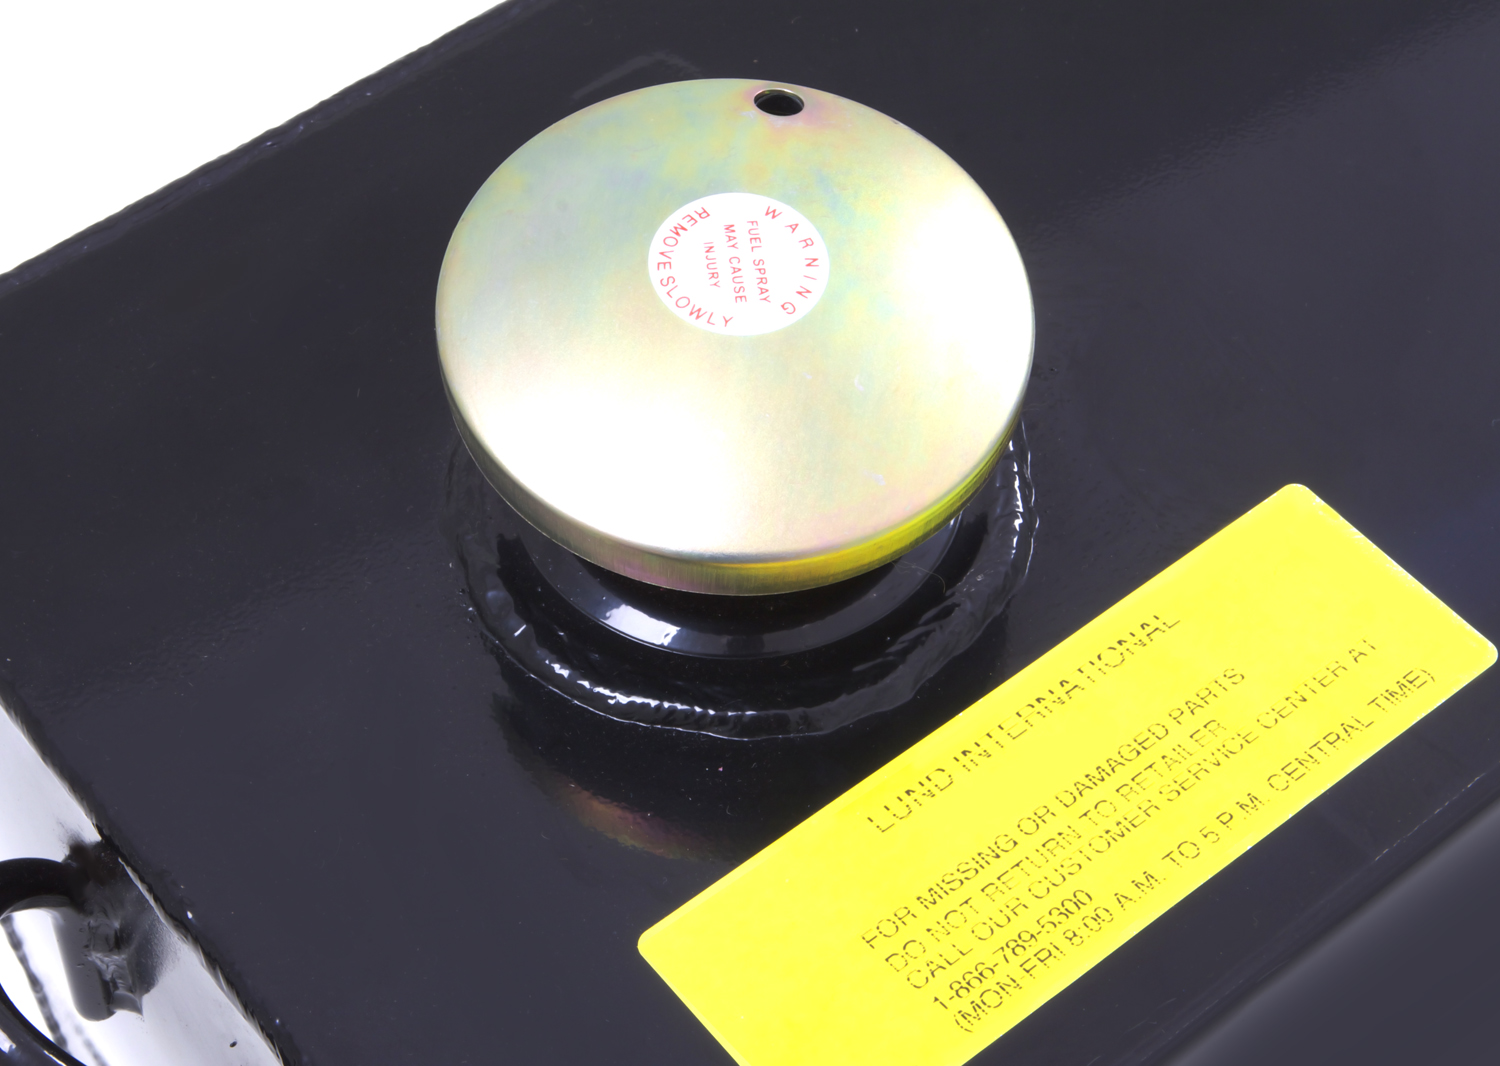 WARNING
FUEL SPRAY
MAY CAUSE
INJURY
REMOVE SLOWLY
LUND INTERNATIONAL
FOR MISSING OR DAMAGED PARTS
DO NOT RETURN TO RETAILER
CALL OUR CUSTOMER SERVICE CENTER AT
1-866-789-5300
(MON-FRI 8:00 A.M. TO 5 P.M. CENTRAL TIME)